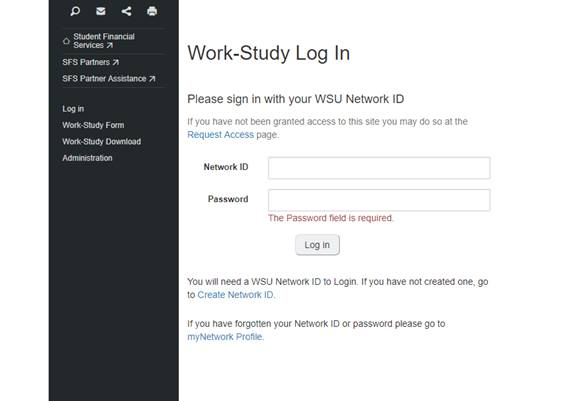 Student Financial
Services
SFS Partners
SFS Partner Assistance
Log in
Work-Study Form
Work-Study Download
Administration
Work-Study Log In
Please sign in with your WSU Network ID
If you have not been granted access to this site you may do so at the
Request Access page.
Network ID
Password
The Password field is required.
Log in
You will need a WSU Network ID to Login. If you have not created one, go
to Create Network ID.
If you have forgotten your Network ID or password please go to
myNetwork Profile.